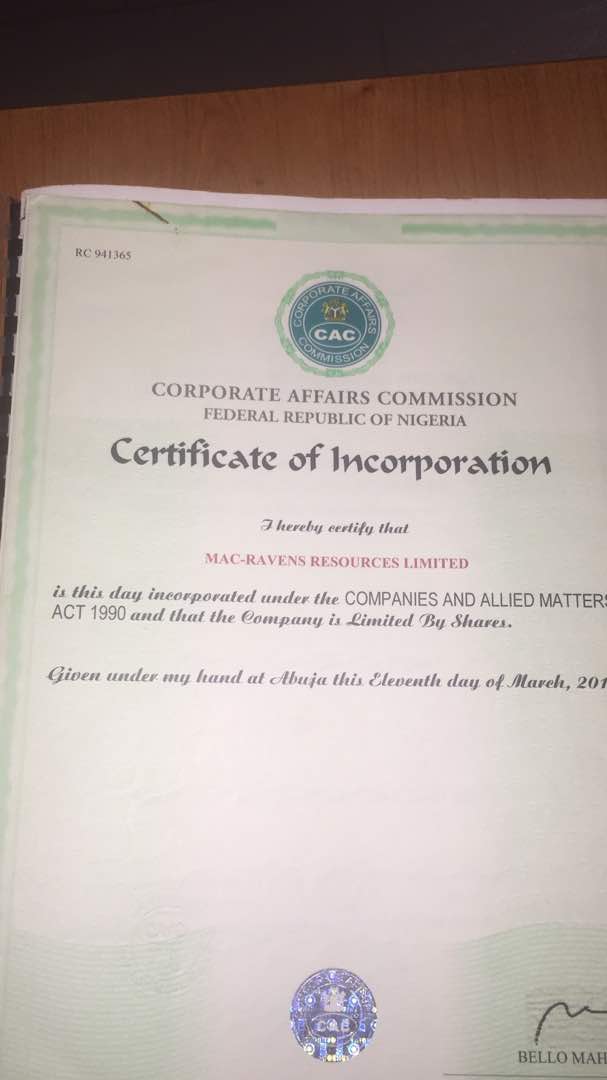 RC 941365
CORPORATE AFFAIRS COMMISSION
CAC
CORPORATE AFFAIRS COMMISSION
FEDERAL REPUBLIC OF NIGERIA
Certificate of Incorporation
I hereby certify that
MAC-RAVENS RESOURCES LIMITED
is this day incorporated under the COMPANIES AND ALLIED MATTERS
ACT 1990 and that the Company is Limited By Shares.
Given under my hand at Abuja this Eleventh day of March, 201
CAC
BELLO MAH